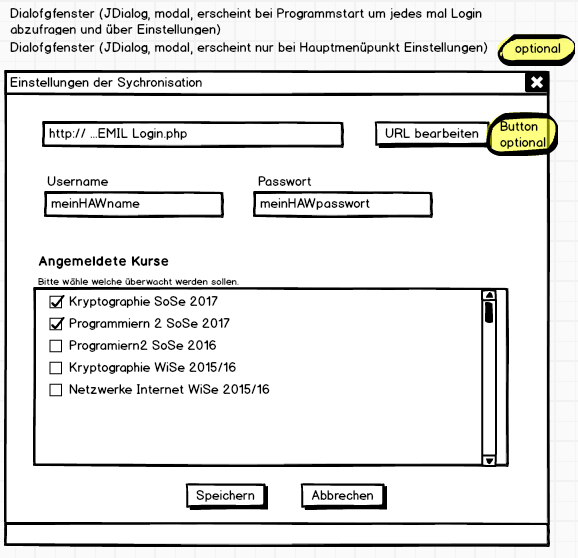 Dialofgfenster (JDialog, modal, erscheint bei Programmstart um jedes mal Login
abzufragen und über Einstellungen)
Dialofgfenster (JDialog, modal, erscheint nur bei Hauptmenüpunkt Einstellungen)
optional
Einstellungen der Sychronisation
http:// ...EMIL Login.php
URL bearbeiten
Button
optional
Username
Passwort
meinHAWname
meinHAWpasswort
Angemeldete Kurse
Bitte wähle welche überwacht werden sollen.
Kryptographie SoSe 2017
Programmiern 2 SoSe 2017
Programiern2 SoSe 2016
Kryptographie WiSe 2015/16
Netzwerke Internet WiSe 2015/16
Speichern
Abbrechen